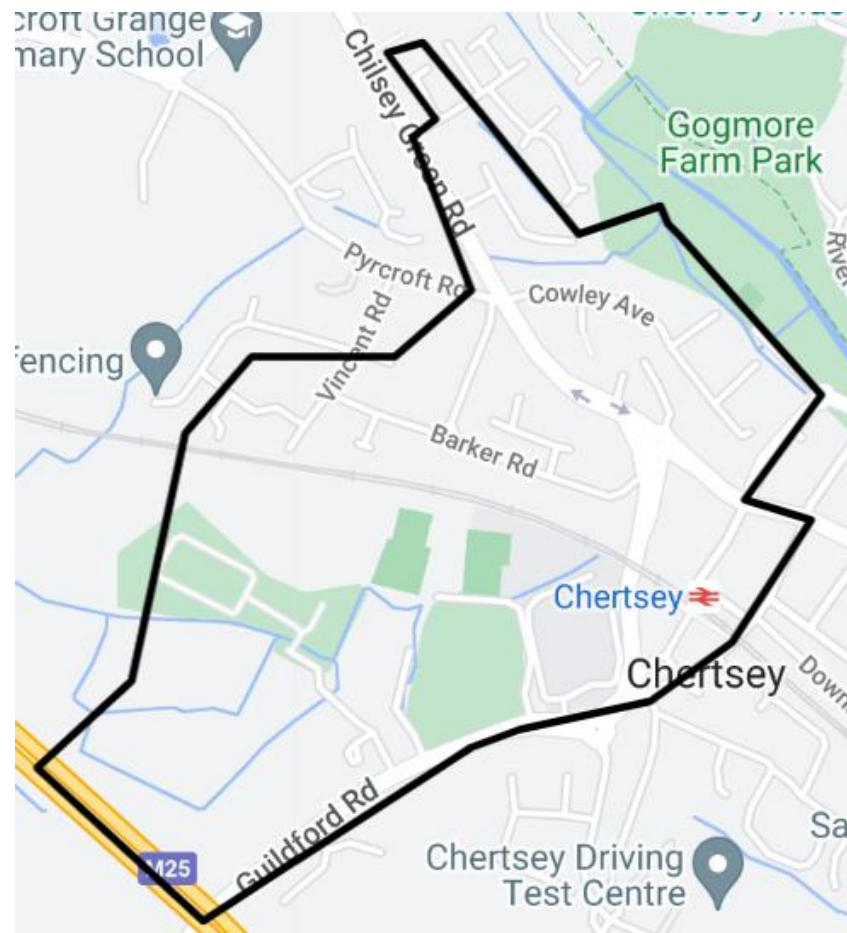 croft Grange
mary School
Chilsey Green Rd
Gogmore
Farm Park
Pyrcroft Rd
Cowley Ave
Vincent Rd
Fencing
Barker Rd
Chertsey
Chertsey
Guildford Rd
M25
Chertsey Driving
Test Centre